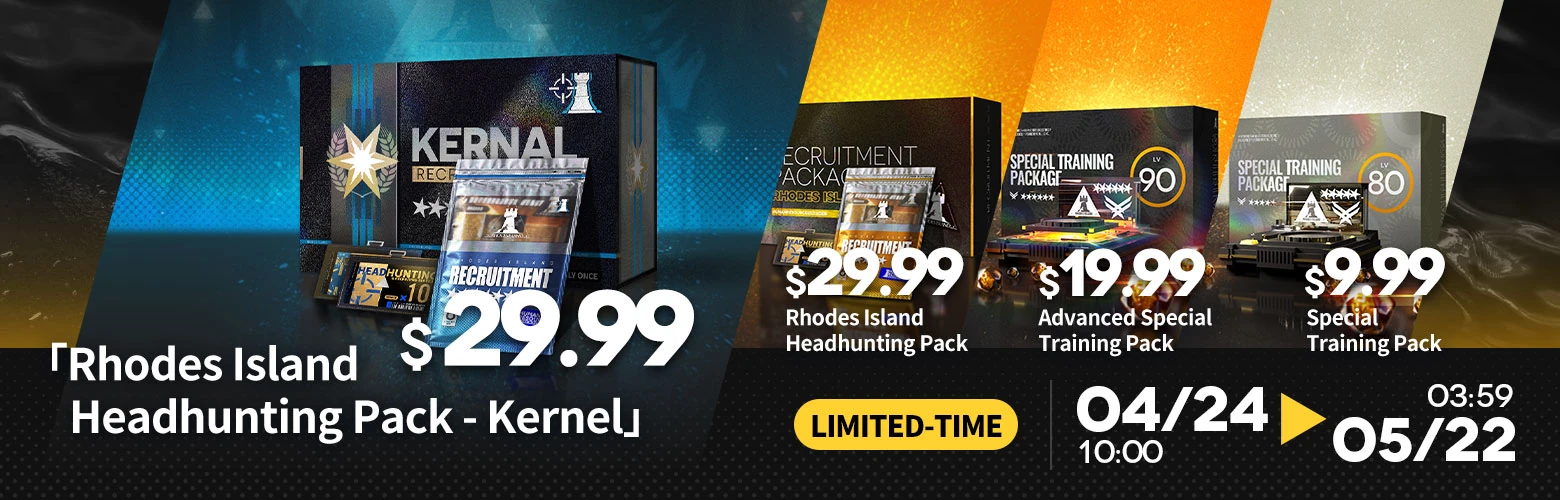 KERNAL
HEADHUNTING
10
RECRUITMENT
$29.99
「Rhodes Island
Headhunting Pack - Kernel」
RECRUITMENT
$29.99
Rhodes Island
Headhunting Pack
SPECIAL TRAINING
PACKAGE
LV
90
$19.99
Advanced Special
Training Pack
SPECIAL TRAINING
PACKAGE
LV
80
$9.99
Special
Training Pack
LIMITED-TIME
04/24
10:00
03:59
05/22